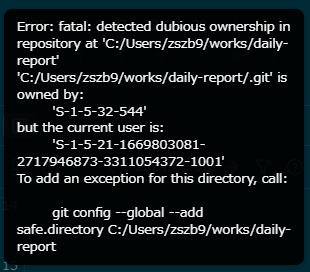 Error: fatal: detected dubious ownership in
repository at 'C:/Users/zszb9/works/daily-
report'
'C:/Users/zszb9/works/daily-report/.git' is
owned by:
'S-1-5-32-544'
but the current user is:
'S-1-5-21-1669803081-
2717946873-3311054372-1001'
To add an exception for this directory, call:
git config --global --add
safe.directory C:/Users/zszb9/works/daily-
report